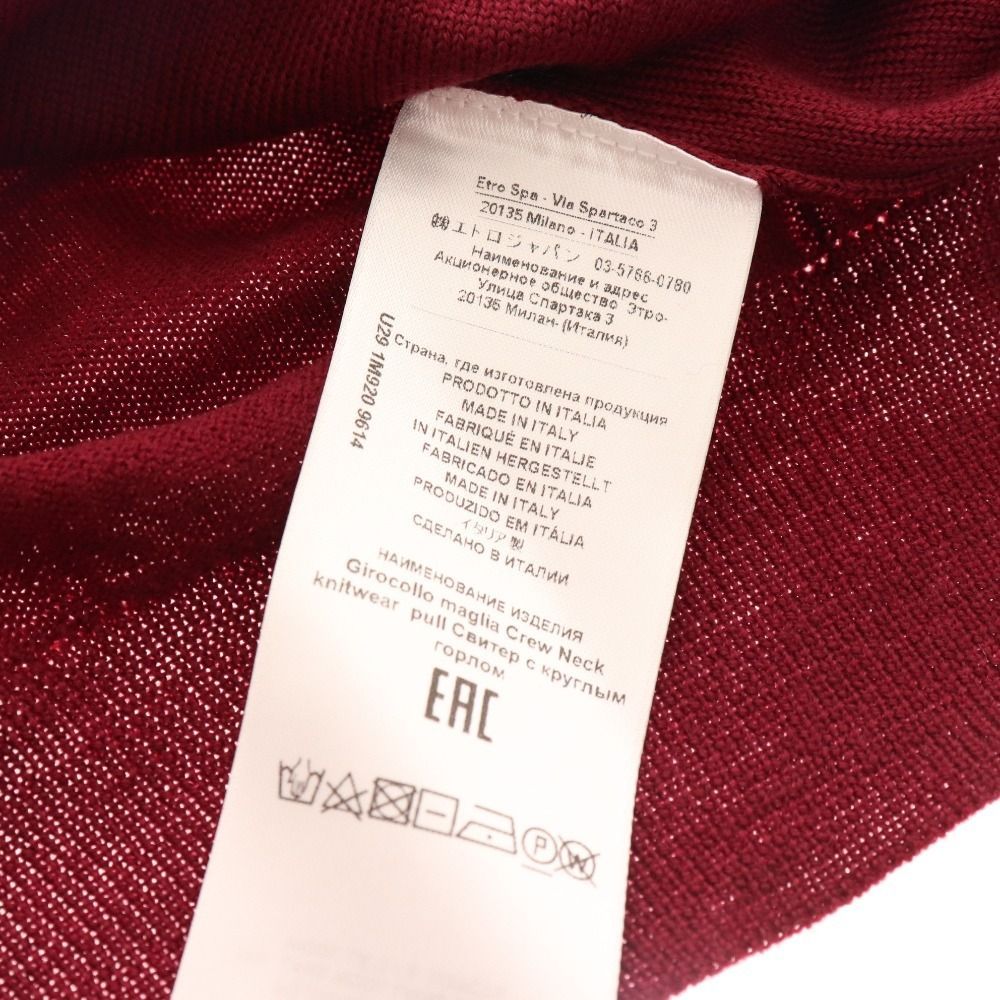 Etro Spa - Via Spartaco 3
20135 Milano - ITALIA
㈱エトロジャパン 03-5766-0780
Наименование и адрес
Акционерное общество Этро-
Улица Спартака 3
20135 Милан- (Италия)
Страна, где изготовлена продукция
PRODOTTO IN ITALIA
MADE IN ITALY
FABRIQUÉ EN ITALIE
IN ITALIEN HERGESTELLT
FABRICADO EN ITALIA
MADE IN ITALY
PRODUZIDO EM ITÁLIA
イタリア製
СДЕЛАНО В ИТАЛИИ
НАИМЕНОВАНИЕ ИЗДЕЛИЯ
Girocollo maglia Crew Neck
knitwear pull Свитер с круглым
горлом
EAC
P W
U29 1M920 9614